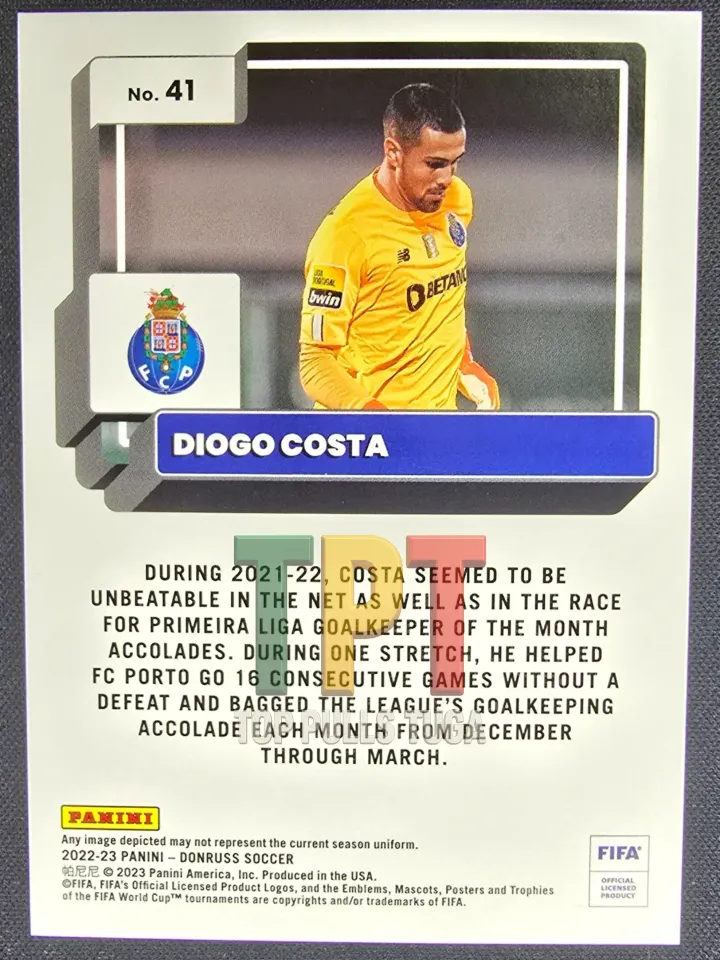 No. 41
LIGA
PORTUGAL
bwin
BETANO
FCP
DIOGO COSTA
TPT
TOP PULLS TUGA
DURING 2021-22, COSTA SEEMED TO BE
UNBEATABLE IN THE NET AS WELL AS IN THE RACE
FOR PRIMEIRA LIGA GOALKEEPER OF THE MONTH
ACCOLADES. DURING ONE STRETCH, HE HELPED
FC PORTO GO 16 CONSECUTIVE GAMES WITHOUT A
DEFEAT AND BAGGED THE LEAGUE'S GOALKEEPING
ACCOLADE EACH MONTH FROM DECEMBER
THROUGH MARCH.
PANINI
Any image depicted may not represent the current season uniform.
2022-23 PANINI – DONRUSS SOCCER
帕尼尼 © 2023 Panini America, Inc. Produced in the USA.
©FIFA, FIFA's Official Licensed Product Logos, and the Emblems, Mascots, Posters and Trophies
of the FIFA World Cup™ tournaments are copyrights and/or trademarks of FIFA.
FIFA®
OFFICIAL
LICENSED
PRODUCT